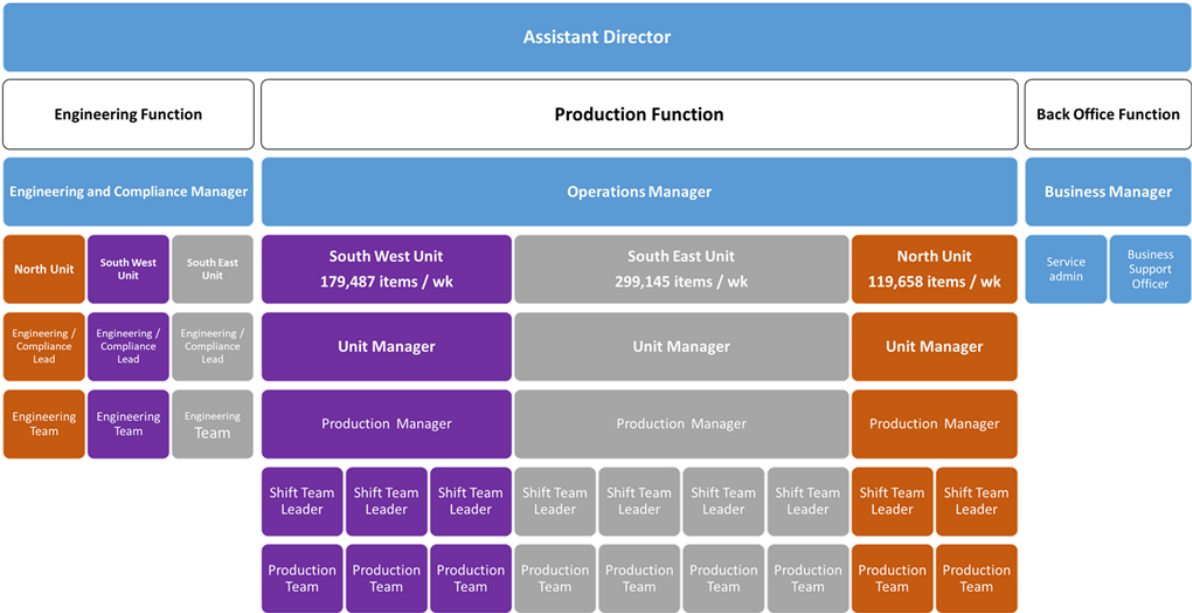 Assistant Director
Engineering Function
Production Function
Back Office Function
Engineering and Compliance Manager
Operations Manager
Business Manager
North Unit
South West
Unit
South East
Unit
South West Unit
179,487 items / wk
South East Unit
299,145 items / wk
North Unit
119,658 items / wk
Service
admin
Business
Support
Officer
Engineering /
Compliance
Lead
Engineering /
Compliance
Lead
Engineering /
Compliance
Lead
Unit Manager
Unit Manager
Unit Manager
Engineering
Team
Engineering
Team
Engineering
Team
Production Manager
Production Manager
Production Manager
Shift Team
Leader
Shift Team
Leader
Shift Team
Leader
Shift Team
Leader
Shift Team
Leader
Shift Team
Leader
Shift Team
Leader
Shift Team
Leader
Shift Team
Leader
Production
Team
Production
Team
Production
Team
Production
Team
Production
Team
Production
Team
Production
Team
Production
Team
Production
Team